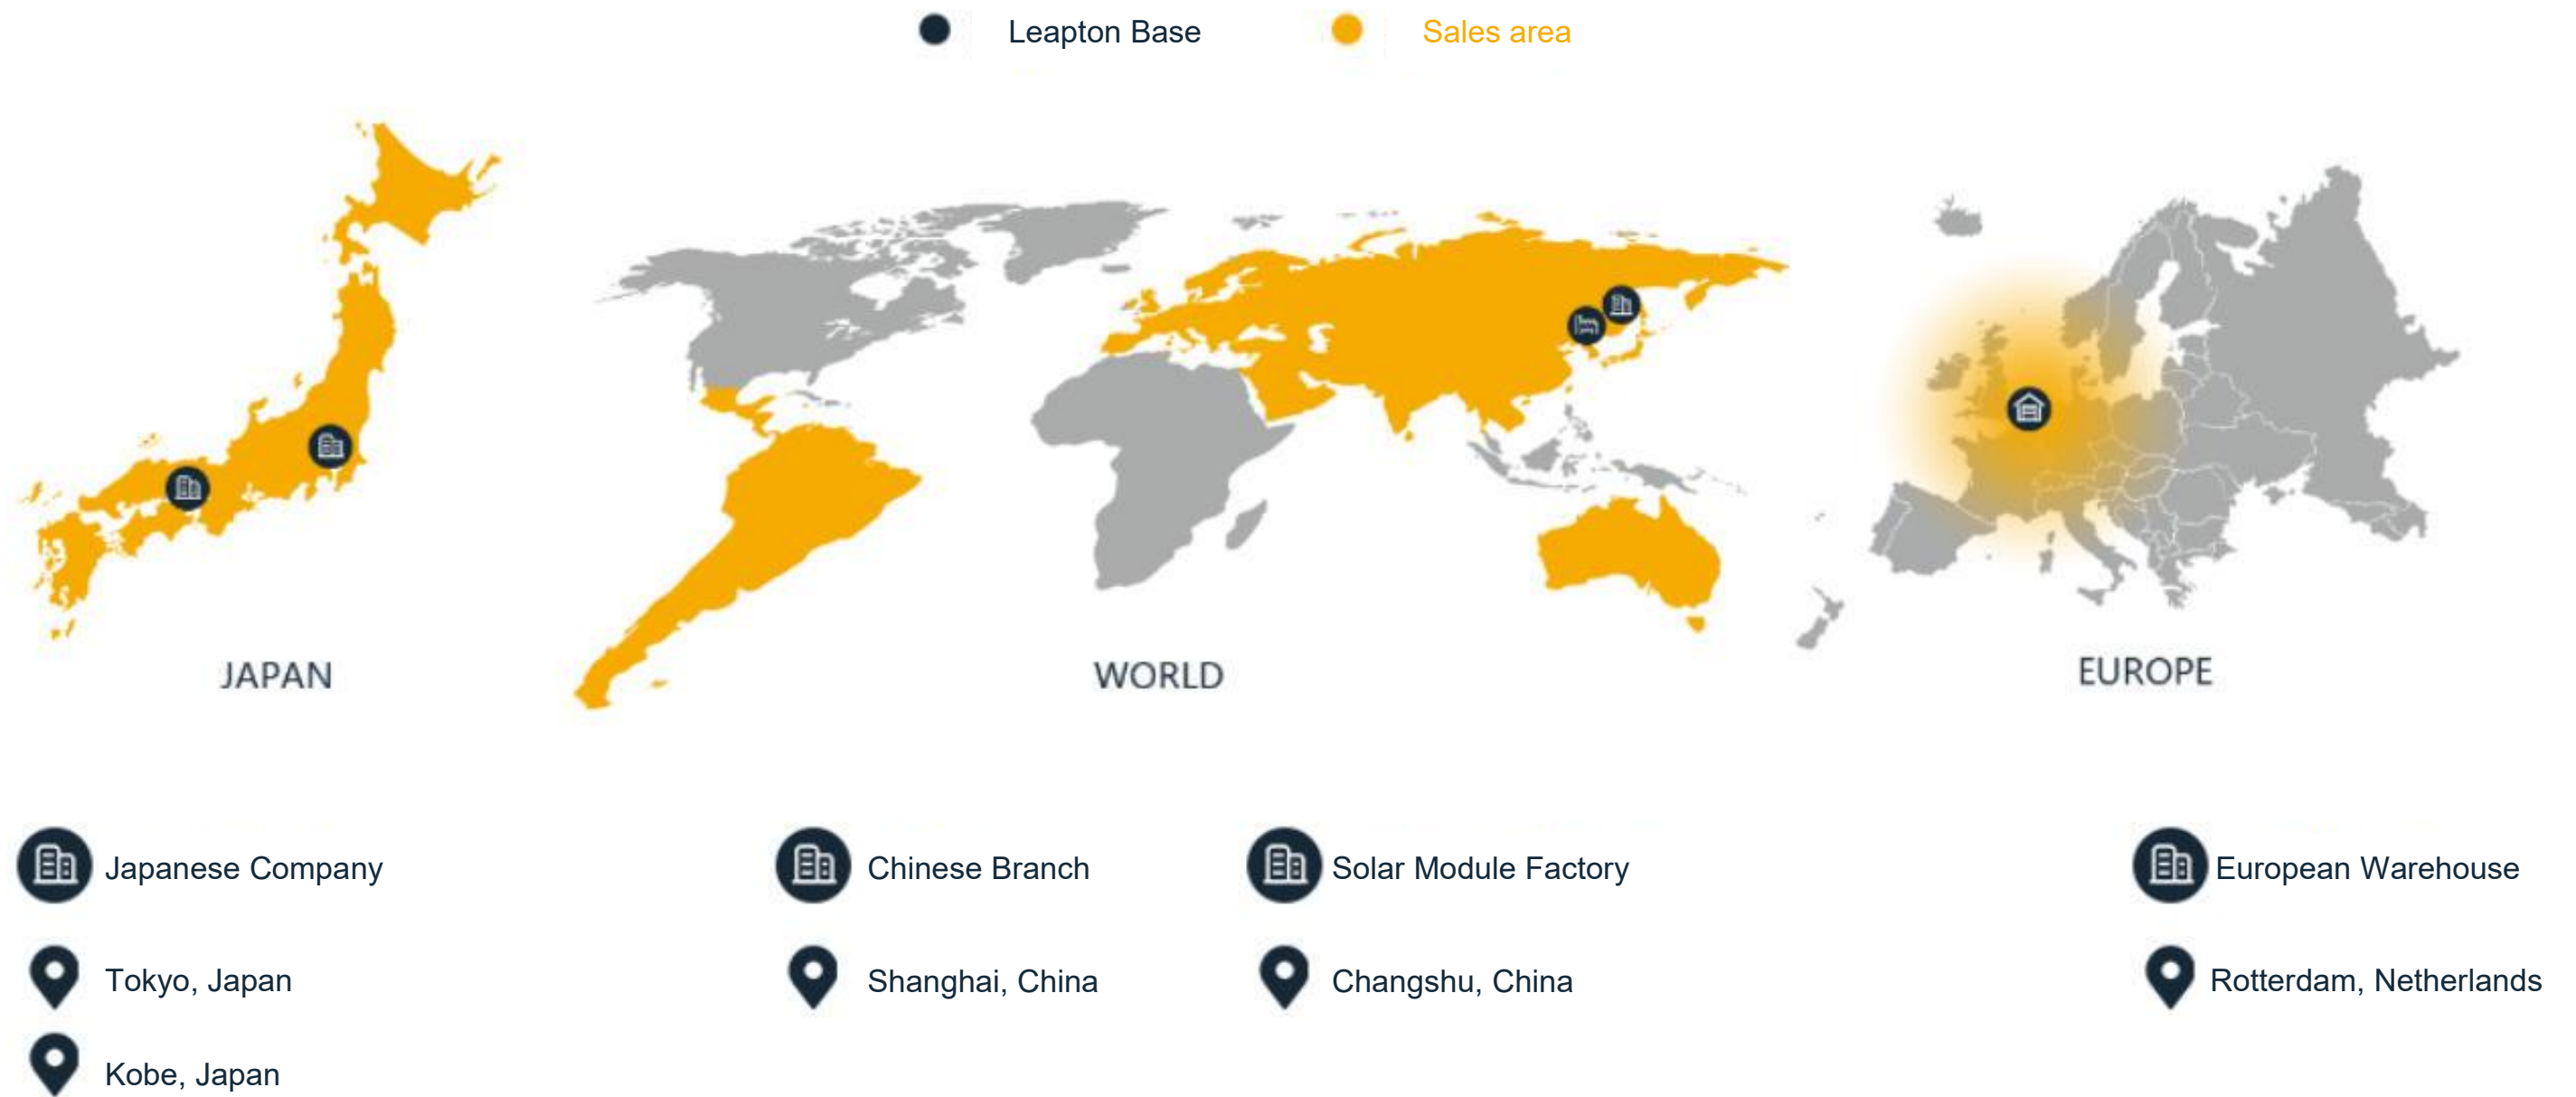 Leapton Base
Sales area
JAPAN
WORLD
EUROPE
Japanese Company
Chinese Branch
Solar Module Factory
European Warehouse
Tokyo, Japan
Shanghai, China
Changshu, China
Rotterdam, Netherlands
Kobe, Japan